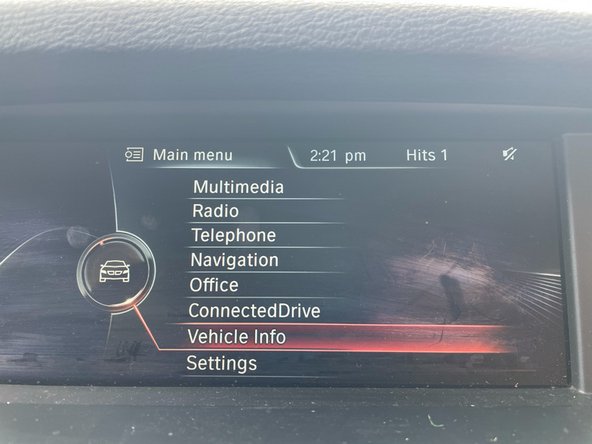 Main menu 2:21 pm Hits 1
Multimedia
Radio
Telephone
Navigation
Office
ConnectedDrive
Vehicle Info
Settings